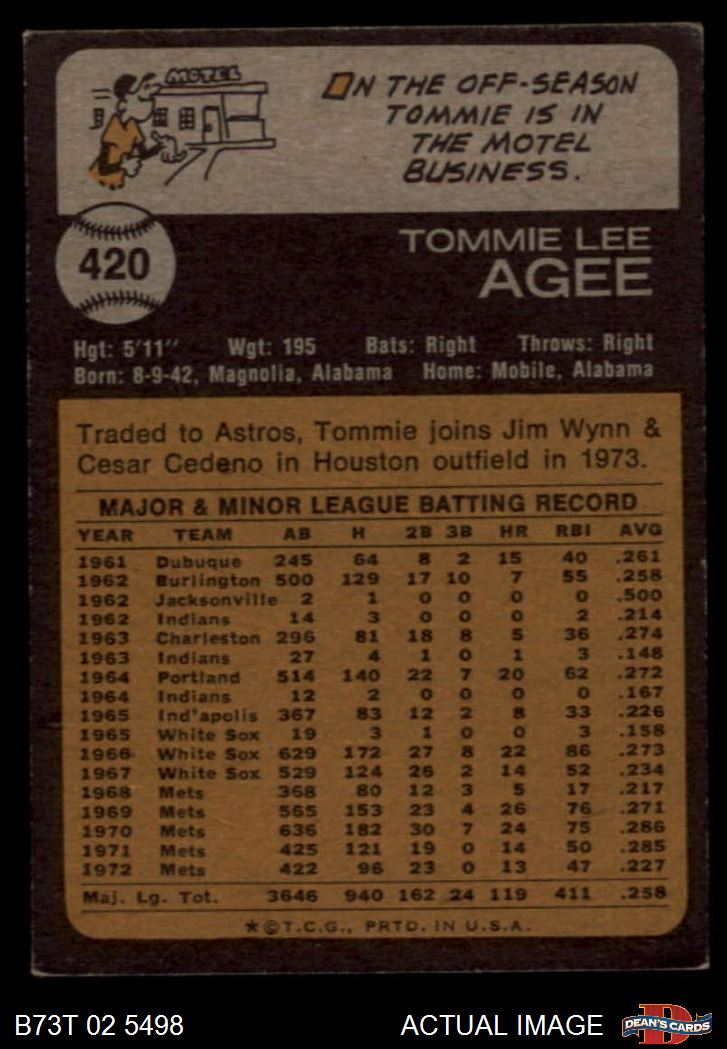 MOTEL
ON THE OFF-SEASON
TOMMIE IS IN
THE MOTEL
BUSINESS.
420
TOMMIE LEE
AGEE
Hgt: 5'11" Wgt: 195 Bats: Right Throws: Right
Born: 8-9-42, Magnolia, Alabama Home: Mobile, Alabama
Traded to Astros, Tommie joins Jim Wynn &
Cesar Cedeno in Houston outfield in 1973.
MAJOR & MINOR LEAGUE BATTING RECORD
YEAR TEAM AB H 2B 3B HR RBI AVG
1961 Dubuque 245 64 8 2 15 40 .261
1962 Burlington 500 129 17 10 7 55 .258
1962 Jacksonville 2 1 0 0 0 0 .500
1962 Indians 14 3 0 0 0 2 .214
1963 Charleston 296 81 18 8 5 36 .274
1963 Indians 27 4 1 0 1 3 .148
1964 Portland 514 140 22 7 20 62 .272
1964 Indians 12 2 0 0 0 0 .167
1965 Ind'apolis 367 83 12 2 8 33 .226
1965 White Sox 19 3 1 0 0 3 .158
1966 White Sox 629 172 27 8 22 86 .273
1967 White Sox 529 124 26 2 14 52 .234
1968 Mets 368 80 12 3 5 17 .217
1969 Mets 565 153 23 4 26 76 .271
1970 Mets 636 182 30 7 24 75 .286
1971 Mets 425 121 19 0 14 50 .285
1972 Mets 422 96 23 0 13 47 .227
Maj. Lg. Tot. 3646 940 162 24 119 411 .258
★©T.C.G., PRTD. IN U.S.A.
B73T 02 5498 ACTUAL IMAGE D DEAN'S CARDS